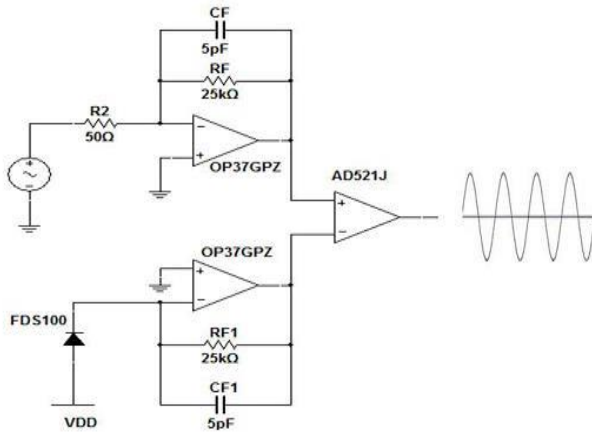 CF
5pF
RF
25kΩ
R2
50Ω
OP37GPZ
AD521J
OP37GPZ
FDS100
RF1
25kΩ
CF1
5pF
VDD